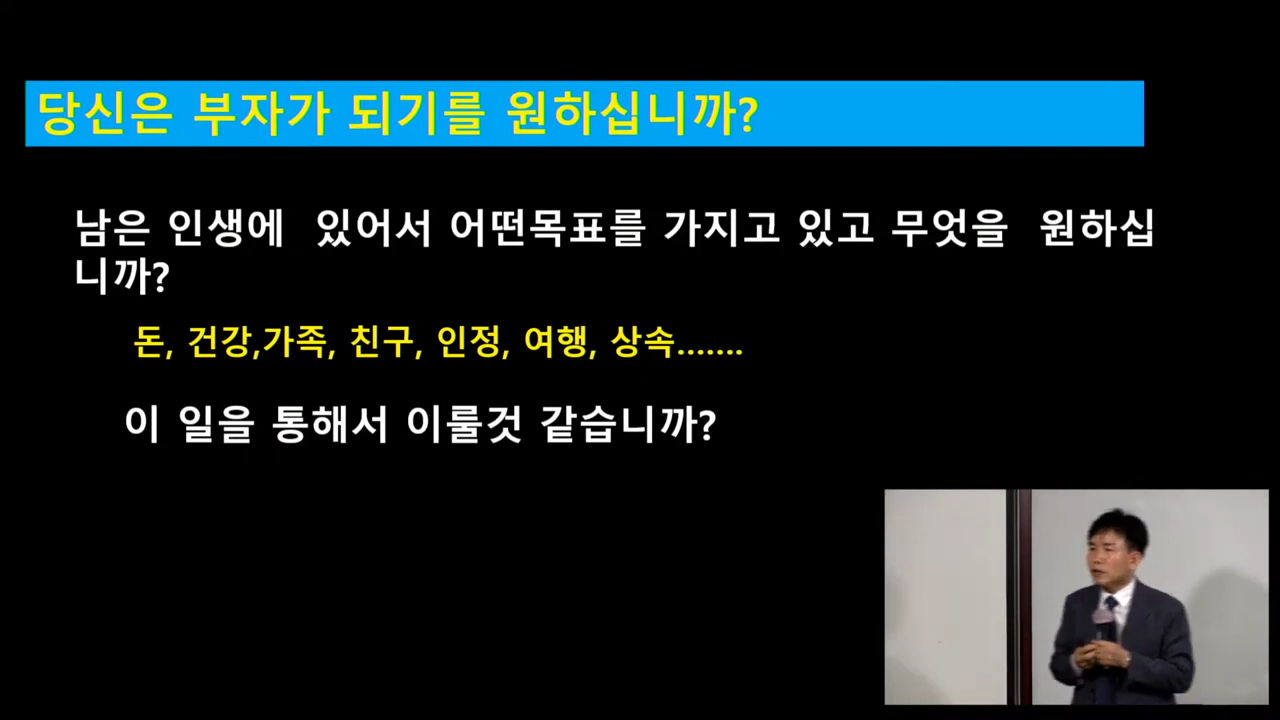 당신은 부자가 되기를 원하십니까?
남은 인생에 있어서 어떤목표를 가지고 있고 무엇을 원하십
니까?
돈, 건강,가족, 친구, 인정, 여행, 상속.......
이 일을 통해서 이룰것 같습니까?